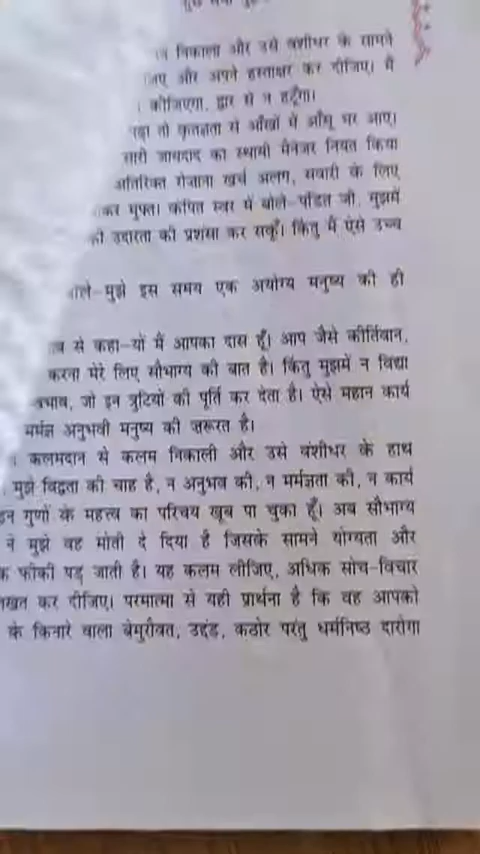 निकाला और उसे वंशीधर के सामने
और अपने हस्ताक्षर कर दीजिए। मैं
कीजिएगा, द्वार से न हटूँगा।
तो कृतज्ञता से आँखों में आँसू भर आए।
सारी जायदाद का स्थायी मैनेजर नियत किया
अतिरिक्त रोजाना खर्च अलग, सवारी के लिए
मुफ्त। कंपित स्वर में बोले-पंडित जी, मुझमें
उदारता की प्रशंसा कर सकूँ। किंतु मैं ऐसे उच्च
मुझे इस समय एक अयोग्य मनुष्य की ही
से कहा-यों मैं आपका दास हूँ। आप जैसे कीर्तिवान,
करना मेरे लिए सौभाग्य की बात है। किंतु मुझमें न विद्या
जो इन त्रुटियों की पूर्ति कर देता है। ऐसे महान कार्य
मर्मज्ञ अनुभवी मनुष्य की ज़रूरत है।
कलमदान से कलम निकाली और उसे वंशीधर के हाथ
मुझे विद्वता की चाह है, न अनुभव की, न मर्मज्ञता की, न कार्य
गुणों के महत्त्व का परिचय खूब पा चुका हूँ। अब सौभाग्य
ने मुझे वह मोती दे दिया है जिसके सामने योग्यता और
फीकी पड़ जाती है। यह कलम लीजिए, अधिक सोच-विचार
कर दीजिए। परमात्मा से यही प्रार्थना है कि वह आपको
के किनारे वाला बेमुरौवत, उद्दंड, कठोर परंतु धर्मनिष्ठ दारोगा